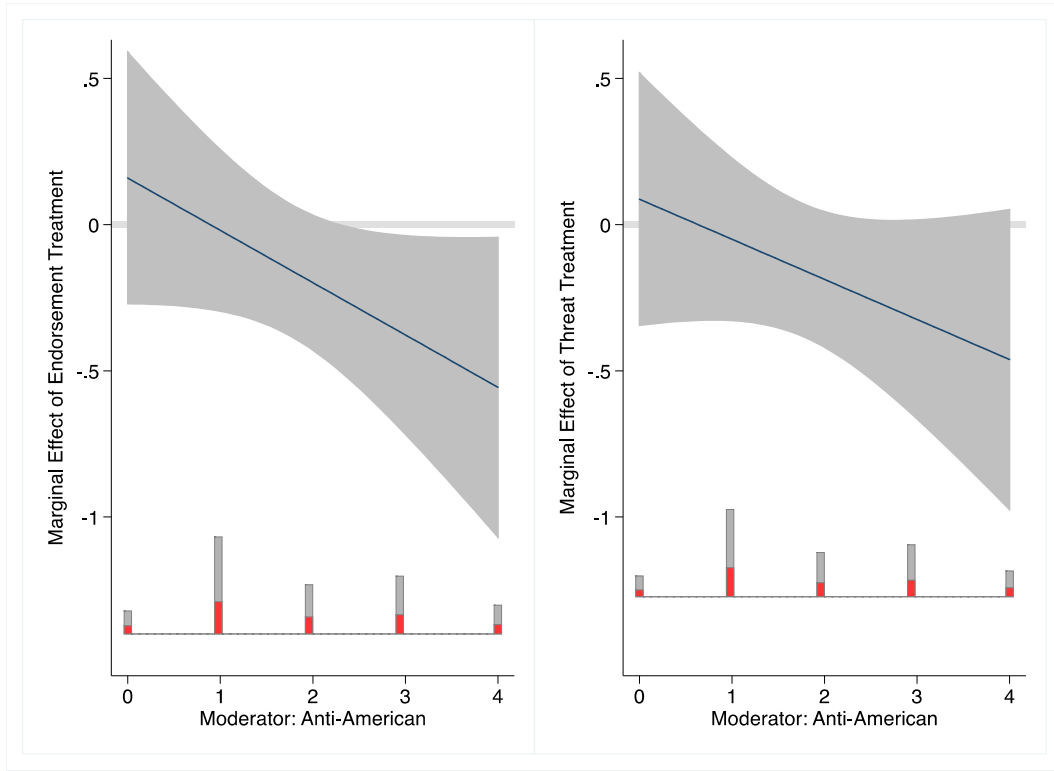 Marginal Effect of Endorsement Treatment
.5
0
-.5
-1
0 1 2 3 4
Moderator: Anti-American
Marginal Effect of Threat Treatment
.5
0
-.5
-1
0 1 2 3 4
Moderator: Anti-American